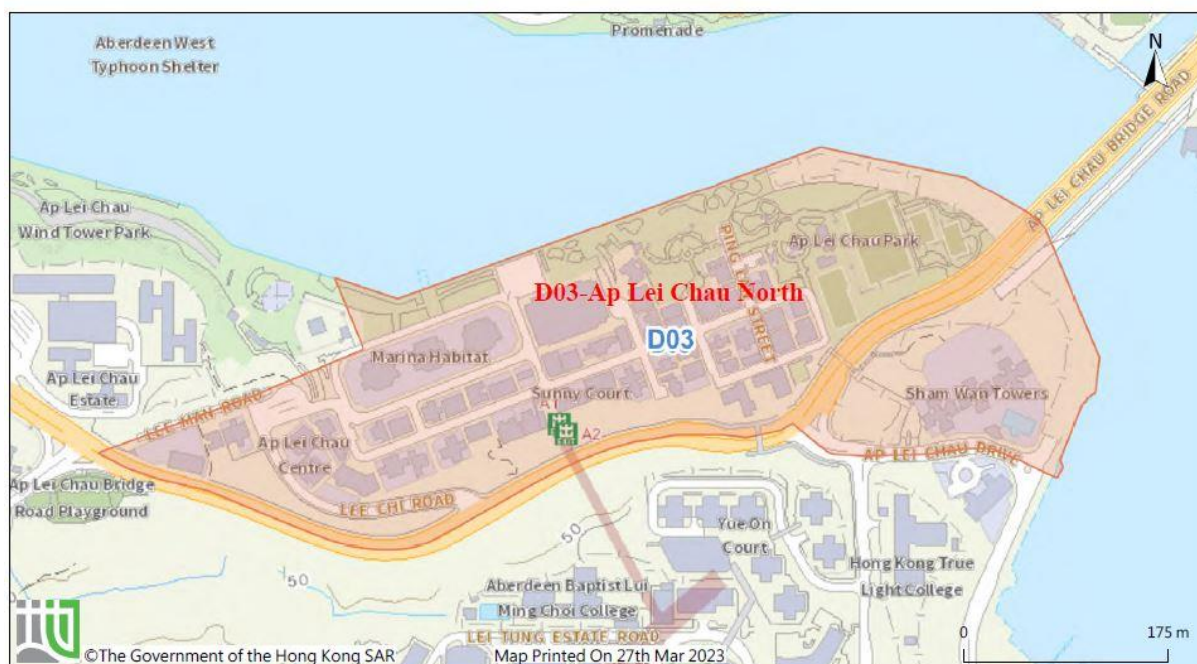 Promenade
Aberdeen West
Typhoon Shelter
N
AP LEI CHAU BRIDGE ROAD
Ap Lei Chau
Wind Tower Park
PING LAN STREET
Ap Lei Chau Park
D03-Ap Lei Chau North
D03
Marina Habitat
Ap Lei Chau
Estate
LEE MAN ROAD
Sunny Court
Sham Wan Towers
A1
A2
EXIT
Ap Lei Chau
Centre
AP LEI CHAU DRIVE
Ap Lei Chau Bridge
Road Playground
LEE CHI ROAD
50
Yue On
Court
50
Hong Kong True
Light College
Aberdeen Baptist Lui
Ming Choi College
LEI TUNG ESTATE ROAD
0
175 m
©The Government of the Hong Kong SAR
Map Printed On 27th Mar 2023